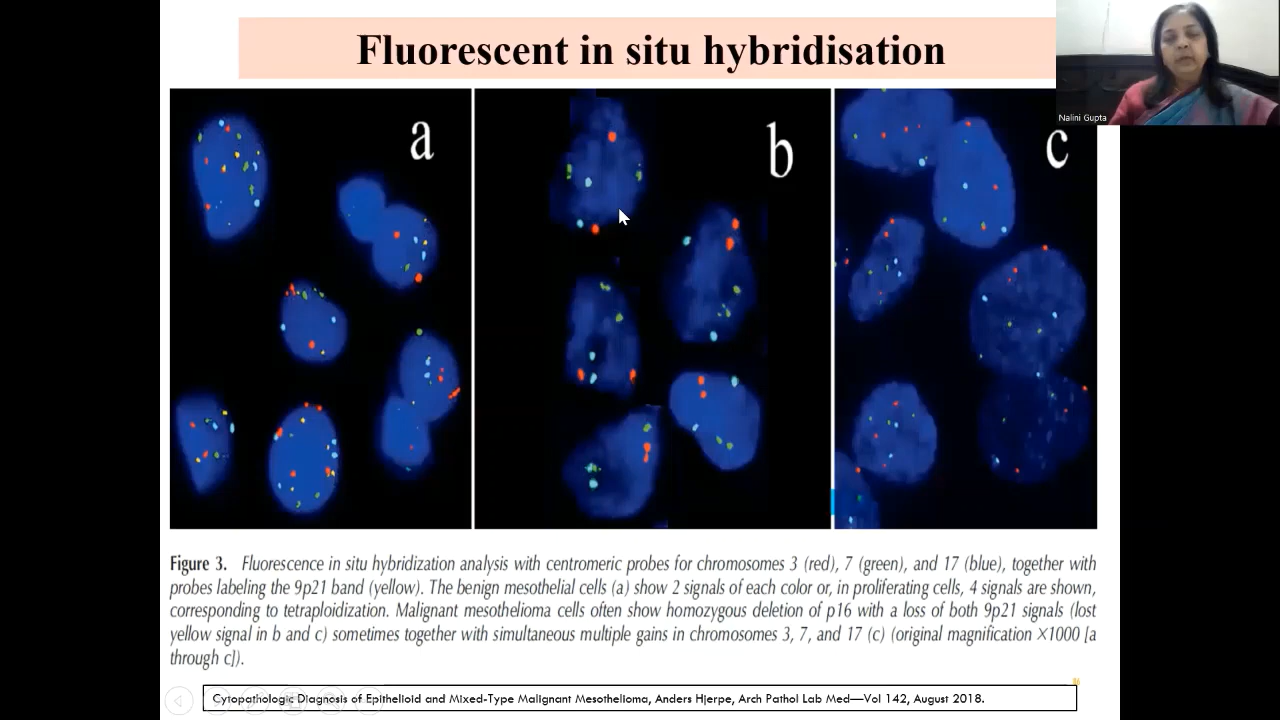 Fluorescent in situ hybridisation
Nalini Gupta
a
b
c
Figure 3. Fluorescence in situ hybridization analysis with centromeric probes for chromosomes 3 (red), 7 (green), and 17 (blue), together with
probes labeling the 9p21 band (yellow). The benign mesothelial cells (a) show 2 signals of each color or, in proliferating cells, 4 signals are shown,
corresponding to tetraploidization. Malignant mesothelioma cells often show homozygous deletion of p16 with a loss of both 9p21 signals (lost
yellow signal in b and c) sometimes together with simultaneous multiple gains in chromosomes 3, 7, and 17 (c) (original magnification ×1000 [a
through c]).
86
Cytopathologic Diagnosis of Epithelioid and Mixed-Type Malignant Mesothelioma, Anders Hjerpe, Arch Pathol Lab Med—Vol 142, August 2018.